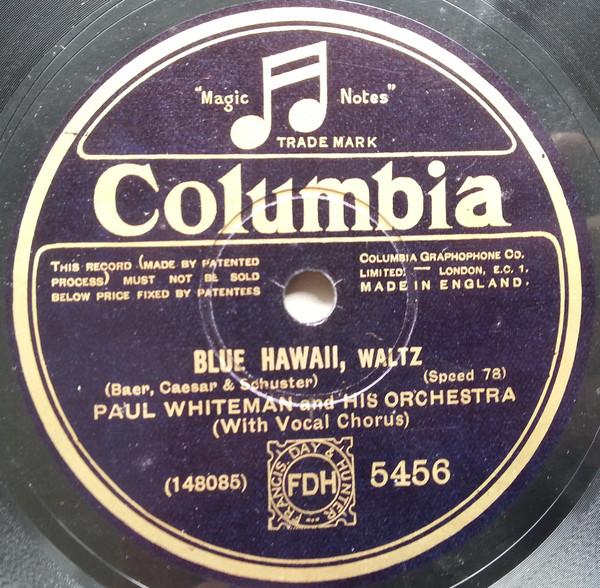 "Magic Notes"
TRADE MARK
Columbia
THIS RECORD (MADE BY PATENTED
PROCESS) MUST NOT BE SOLD
BELOW PRICE FIXED BY PATENTEES
COLUMBIA GRAPHOPHONE CO.
LIMITED. — LONDON, E.C. 1.
MADE IN ENGLAND.
BLUE HAWAII, WALTZ
(Baer, Caesar & Schuster)
(Speed 78)
PAUL WHITEMAN and HIS ORCHESTRA
(With Vocal Chorus)
(148085)
FRANCIS DAY & HUNTER
FDH
5456